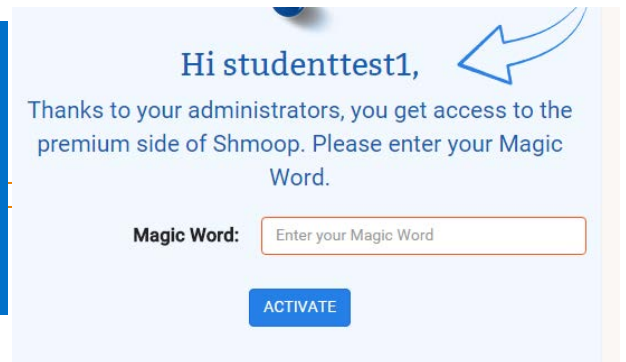 Hi studenttest1,
Thanks to your administrators, you get access to the
premium side of Shmoop. Please enter your Magic
Word.
Magic Word: Enter your Magic Word
ACTIVATE